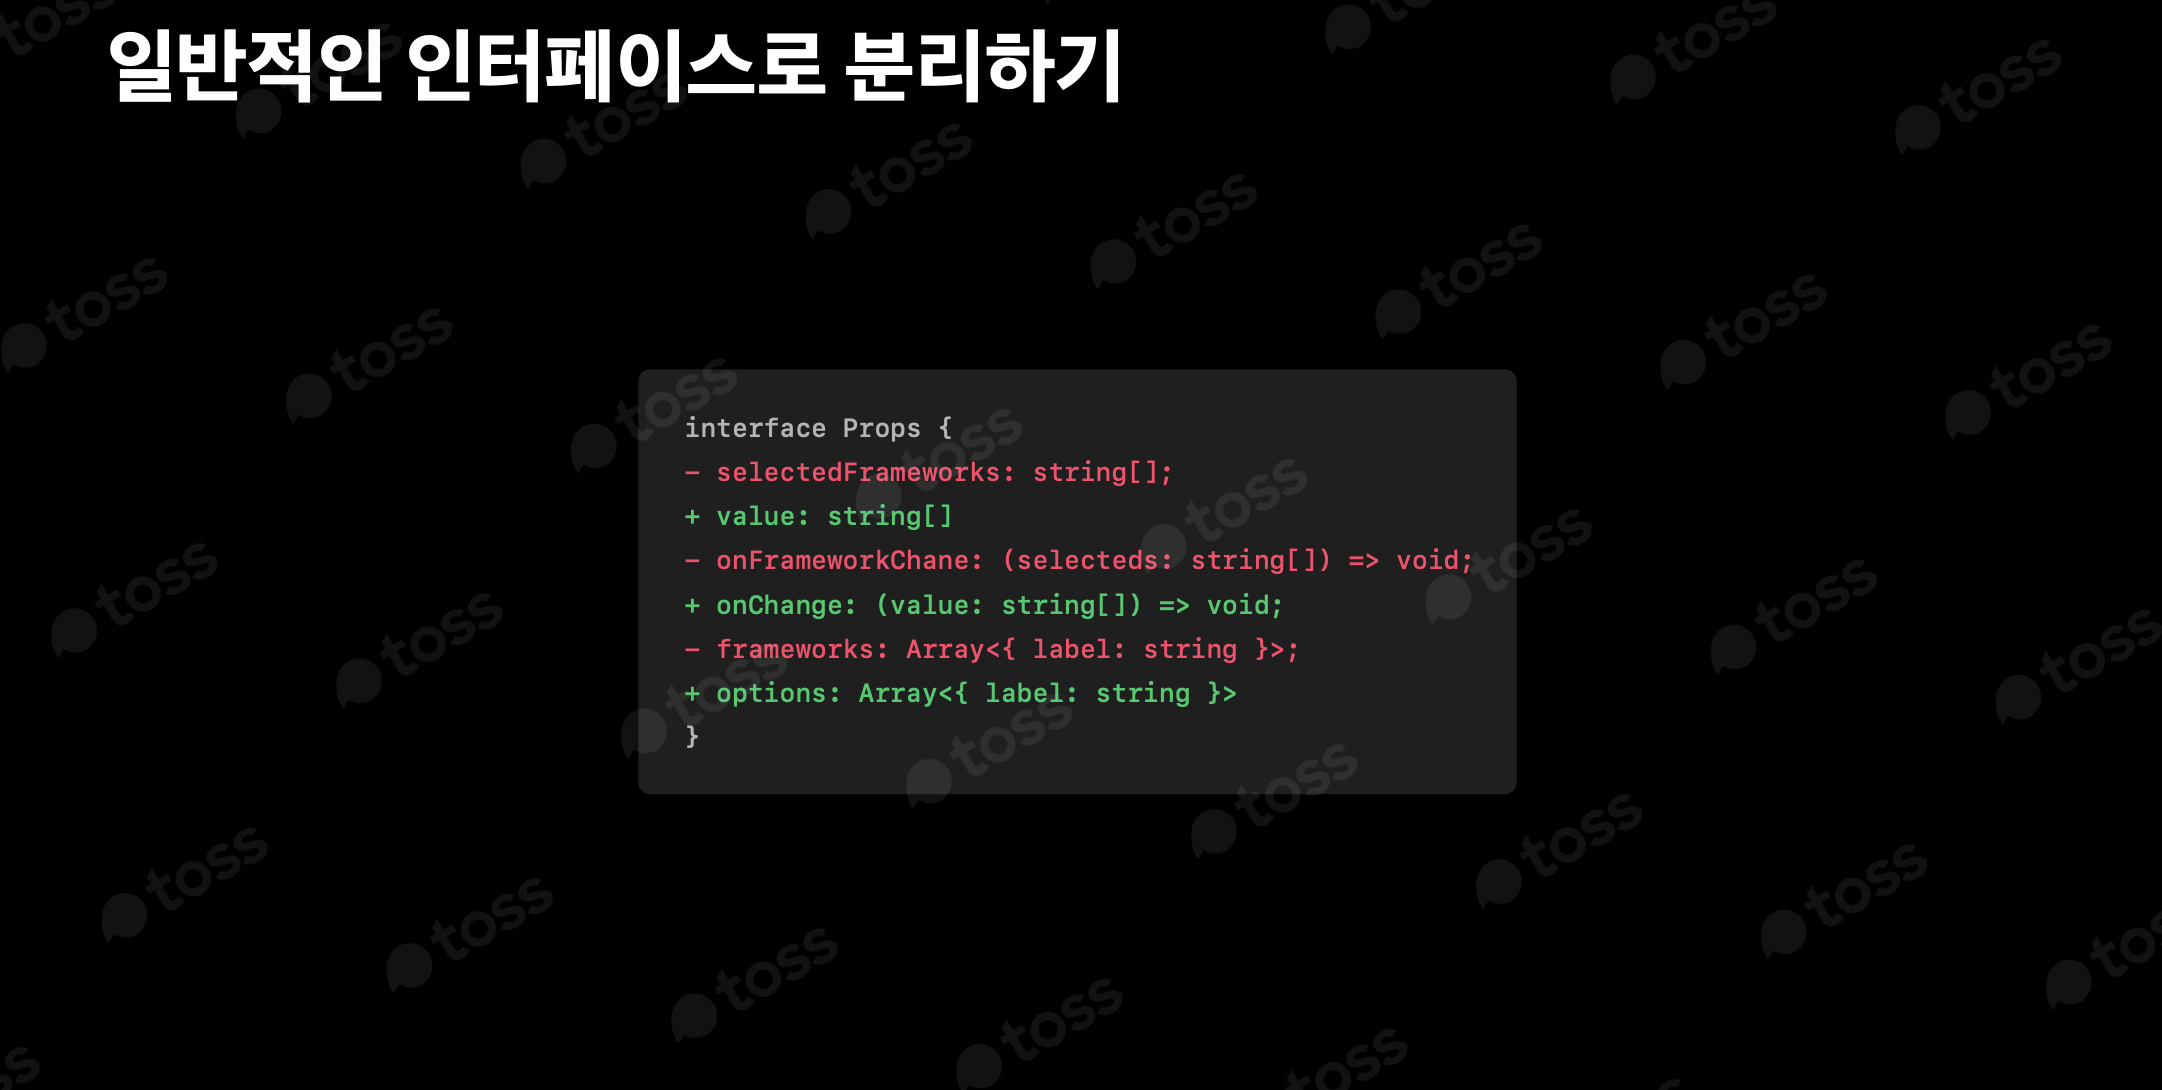 일반적인 인터페이스로 분리하기
interface Props {
- selectedFrameworks: string[];
+ value: string[]
- onFrameworkChane: (selecteds: string[]) => void;
+ onChange: (value: string[]) => void;
- frameworks: Array<{ label: string }>;
+ options: Array<{ label: string }>
}
toss